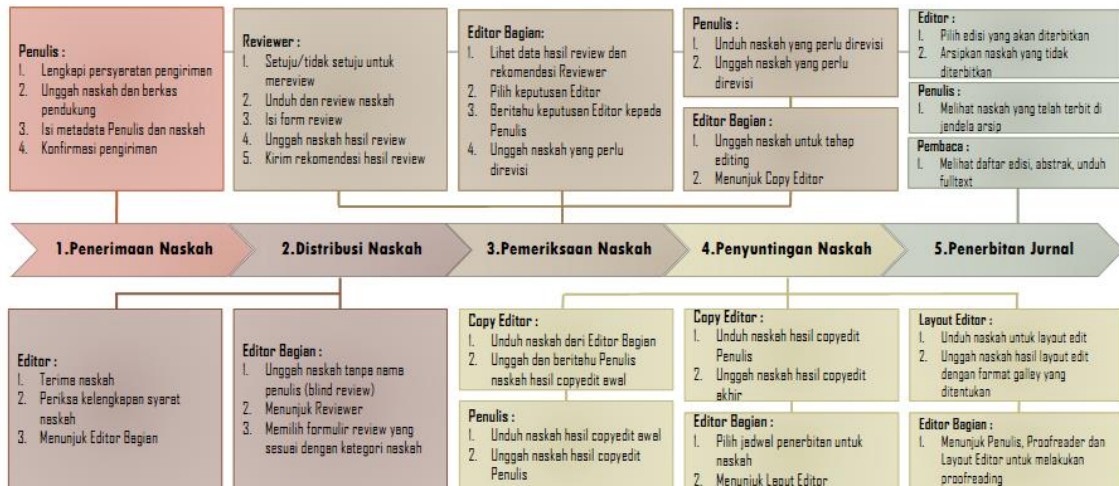 Penulis :
1. Lengkapi persyaratan pengiriman
2. Unggah naskah dan berkas
pendukung
3. Isi metadata Penulis dan naskah
4. Konfirmasi pengiriman
Reviewer :
1. Setuju/tidak setuju untuk
mereview
2. Unduh dan review naskah
3. Isi form review
4. Unggah naskah hasil review
5. Kirim rekomendasi hasil review
Editor Bagian:
1. Lihat data hasil review dan
rekomendasi Reviewer
2. Pilih keputusan Editor
3. Beritahu keputusan Editor kepada
Penulis
4. Unggah naskah yang perlu
direvisi
Penulis :
1. Unduh naskah yang perlu direvisi
2. Unggah naskah yang perlu
direvisi
Editor Bagian :
1. Unggah naskah untuk tahap
editing
2. Menunjuk Copy Editor
Editor :
1. Pilih edisi yang akan diterbitkan
2. Arsipkan naskah yang tidak
diterbitkan
Penulis :
1. Melihat naskah yang telah terbit di
jendela arsip
Pembaca :
1. Melihat daftar edisi, abstrak, unduh
fulltext
1.Penerimaan Naskah
2.Distribusi Naskah
3.Pemeriksaan Naskah
4.Penyuntingan Naskah
5.Penerbitan Jurnal
Editor :
1. Terima naskah
2. Periksa kelengkapan syarat
naskah
3. Menunjuk Editor Bagian
Editor Bagian :
1. Unggah naskah tanpa nama
penulis (blind review)
2. Menunjuk Reviewer
3. Memilih formulir review yang
sesuai dengan kategori naskah
Copy Editor :
1. Unduh naskah dari Editor Bagian
2. Unggah dan beritahu Penulis
naskah hasil copyedit awal
Penulis :
1. Unduh naskah hasil copyedit awal
2. Unggah naskah hasil copyedit
Penulis
Copy Editor :
1. Unduh naskah hasil copyedit
Penulis
2. Unggah naskah hasil copyedit
akhir
Editor Bagian :
1. Pilih jadwal penerbitan untuk
naskah
2. Menunjuk Laput Editor
Layout Editor :
1. Unduh naskah untuk layout edit
2. Unggah naskah hasil layout edit
dengan format galley yang
ditentukan
Editor Bagian :
1. Menunjuk Penulis, Proofreader dan
Layout Editor untuk melakukan
proofreading